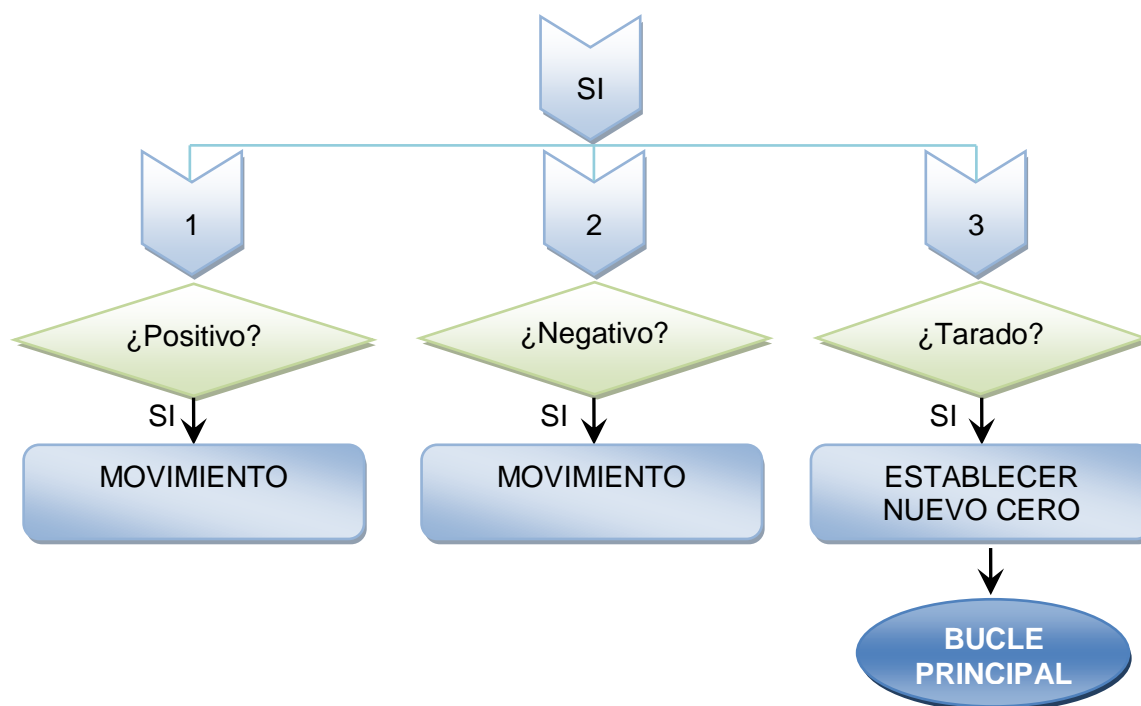 SI
1
2
3
¿Positivo?
¿Negativo?
¿Tarado?
SI
SI
SI
MOVIMIENTO
MOVIMIENTO
ESTABLECER
NUEVO CERO
BUCLE
PRINCIPAL